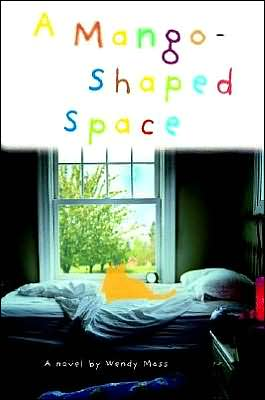 A Mango-
Shaped
Space
A novel by Wendy Mass